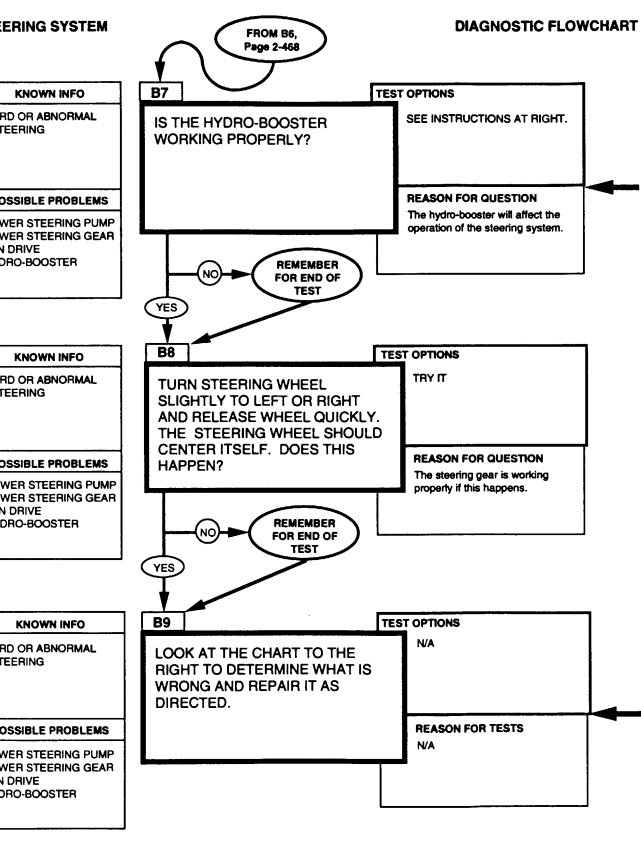 EERING SYSTEM
DIAGNOSTIC FLOWCHART
FROM B6,
Page 2-468
KNOWN INFO
RD OR ABNORMAL
TEERING
OSSIBLE PROBLEMS
WER STEERING PUMP
WER STEERING GEAR
N DRIVE
DRO-BOOSTER
B7
IS THE HYDRO-BOOSTER
WORKING PROPERLY?
TEST OPTIONS
SEE INSTRUCTIONS AT RIGHT.
REASON FOR QUESTION
The hydro-booster will affect the
operation of the steering system.
NO
REMEMBER
FOR END OF
TEST
YES
KNOWN INFO
RD OR ABNORMAL
TEERING
OSSIBLE PROBLEMS
WER STEERING PUMP
WER STEERING GEAR
N DRIVE
DRO-BOOSTER
B8
TURN STEERING WHEEL
SLIGHTLY TO LEFT OR RIGHT
AND RELEASE WHEEL QUICKLY.
THE STEERING WHEEL SHOULD
CENTER ITSELF. DOES THIS
HAPPEN?
TEST OPTIONS
TRY IT
REASON FOR QUESTION
The steering gear is working
properly if this happens.
NO
REMEMBER
FOR END OF
TEST
YES
KNOWN INFO
RD OR ABNORMAL
TEERING
OSSIBLE PROBLEMS
WER STEERING PUMP
WER STEERING GEAR
N DRIVE
DRO-BOOSTER
B9
LOOK AT THE CHART TO THE
RIGHT TO DETERMINE WHAT IS
WRONG AND REPAIR IT AS
DIRECTED.
TEST OPTIONS
N/A
REASON FOR TESTS
N/A